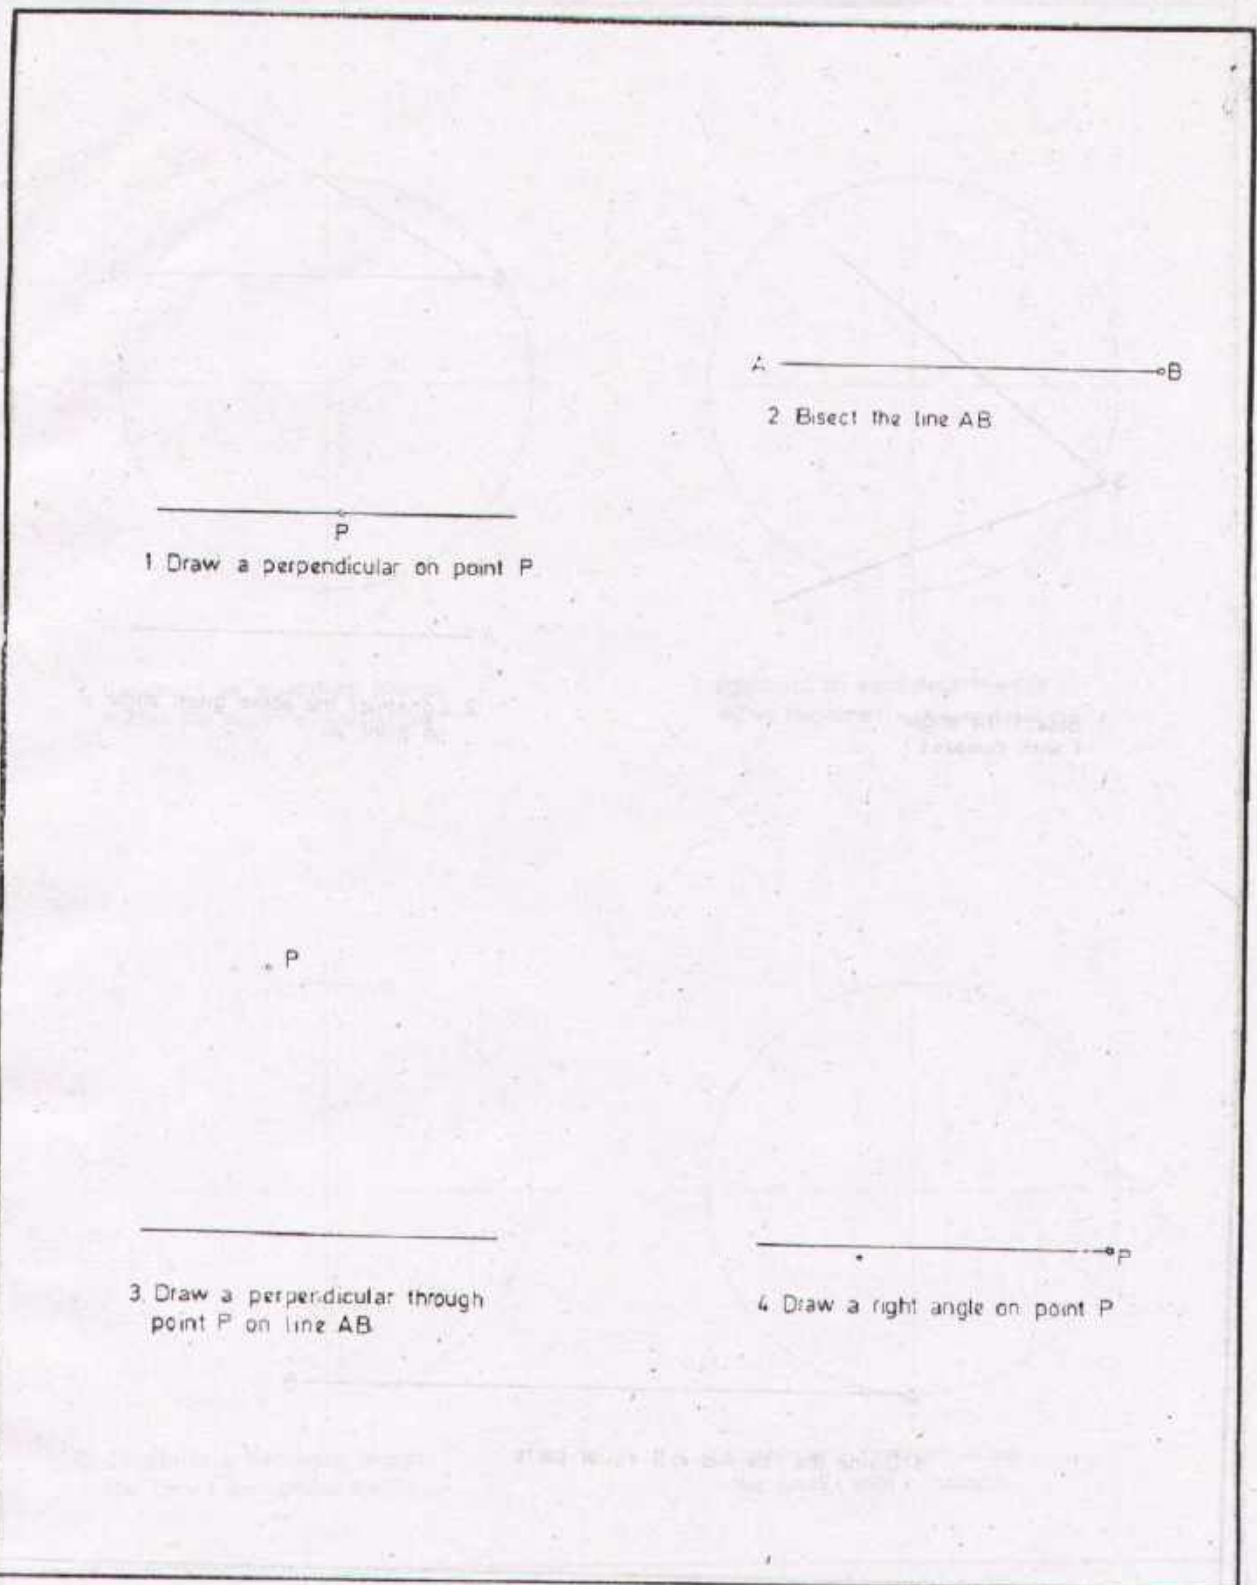 A
B
2 Bisect the line AB
P
1 Draw a perpendicular on point P
P
3. Draw a perpendicular through
point P on line AB
P
4 Draw a right angle on point P